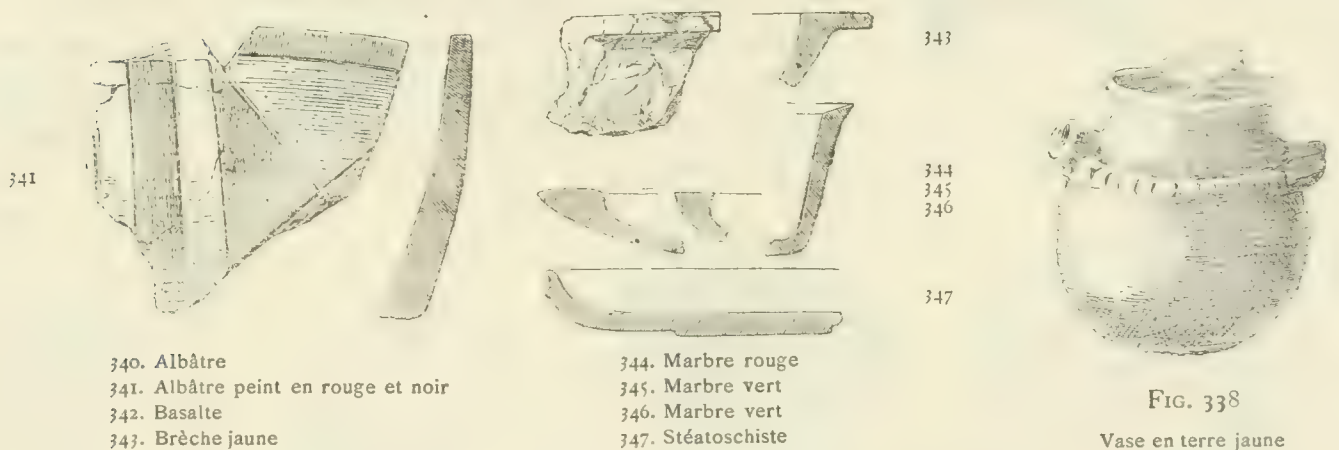 341
343
344
345
346
347
340. Albâtre
341. Albâtre peint en rouge et noir
342. Basalte
343. Brèche jaune
344. Marbre rouge
345. Marbre vert
346. Marbre vert
347. Stéatoschiste
FIG. 338
Vase en terre jaune